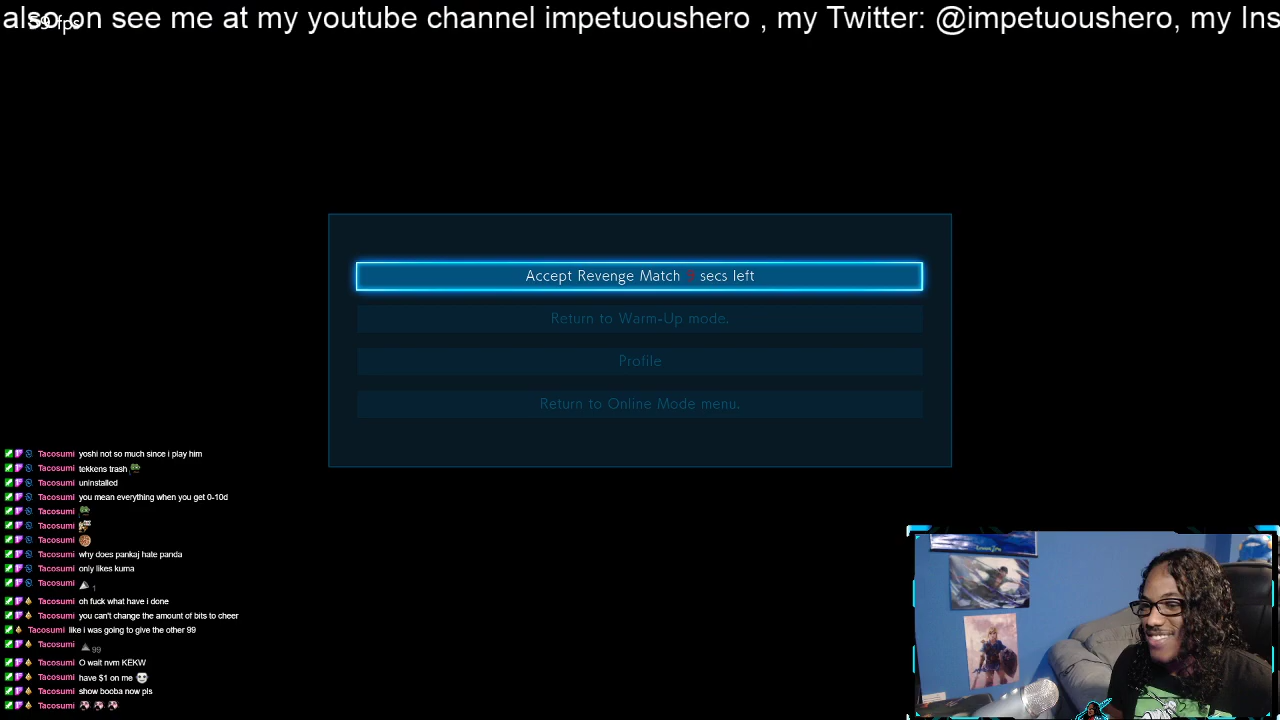 also on see me at my youtube channel impetuoushero , my Twitter: @impetuoushero, my Ins
59 fps
Accept Revenge Match secs left
Return to Warm-Up mode.
Profile
Return to Online Mode menu.
Tacosumi yoshi not so much since i play him
Tacosumi tekkens trash
Tacosumi uninstalled
Tacosumi you mean everything when you get 0-10d
Tacosumi
Tacosumi
Tacosumi
Tacosumi why does pankaj hate panda
Tacosumi only likes kuma
Tacosumi 1
Tacosumi oh fuck what have i done
Tacosumi you can't change the amount of bits to cheer
Tacosumi like i was going to give the other 99
Tacosumi 99
Tacosumi O wait nvm KEKW
Tacosumi have $1 on me
Tacosumi show booba now pls
Tacosumi